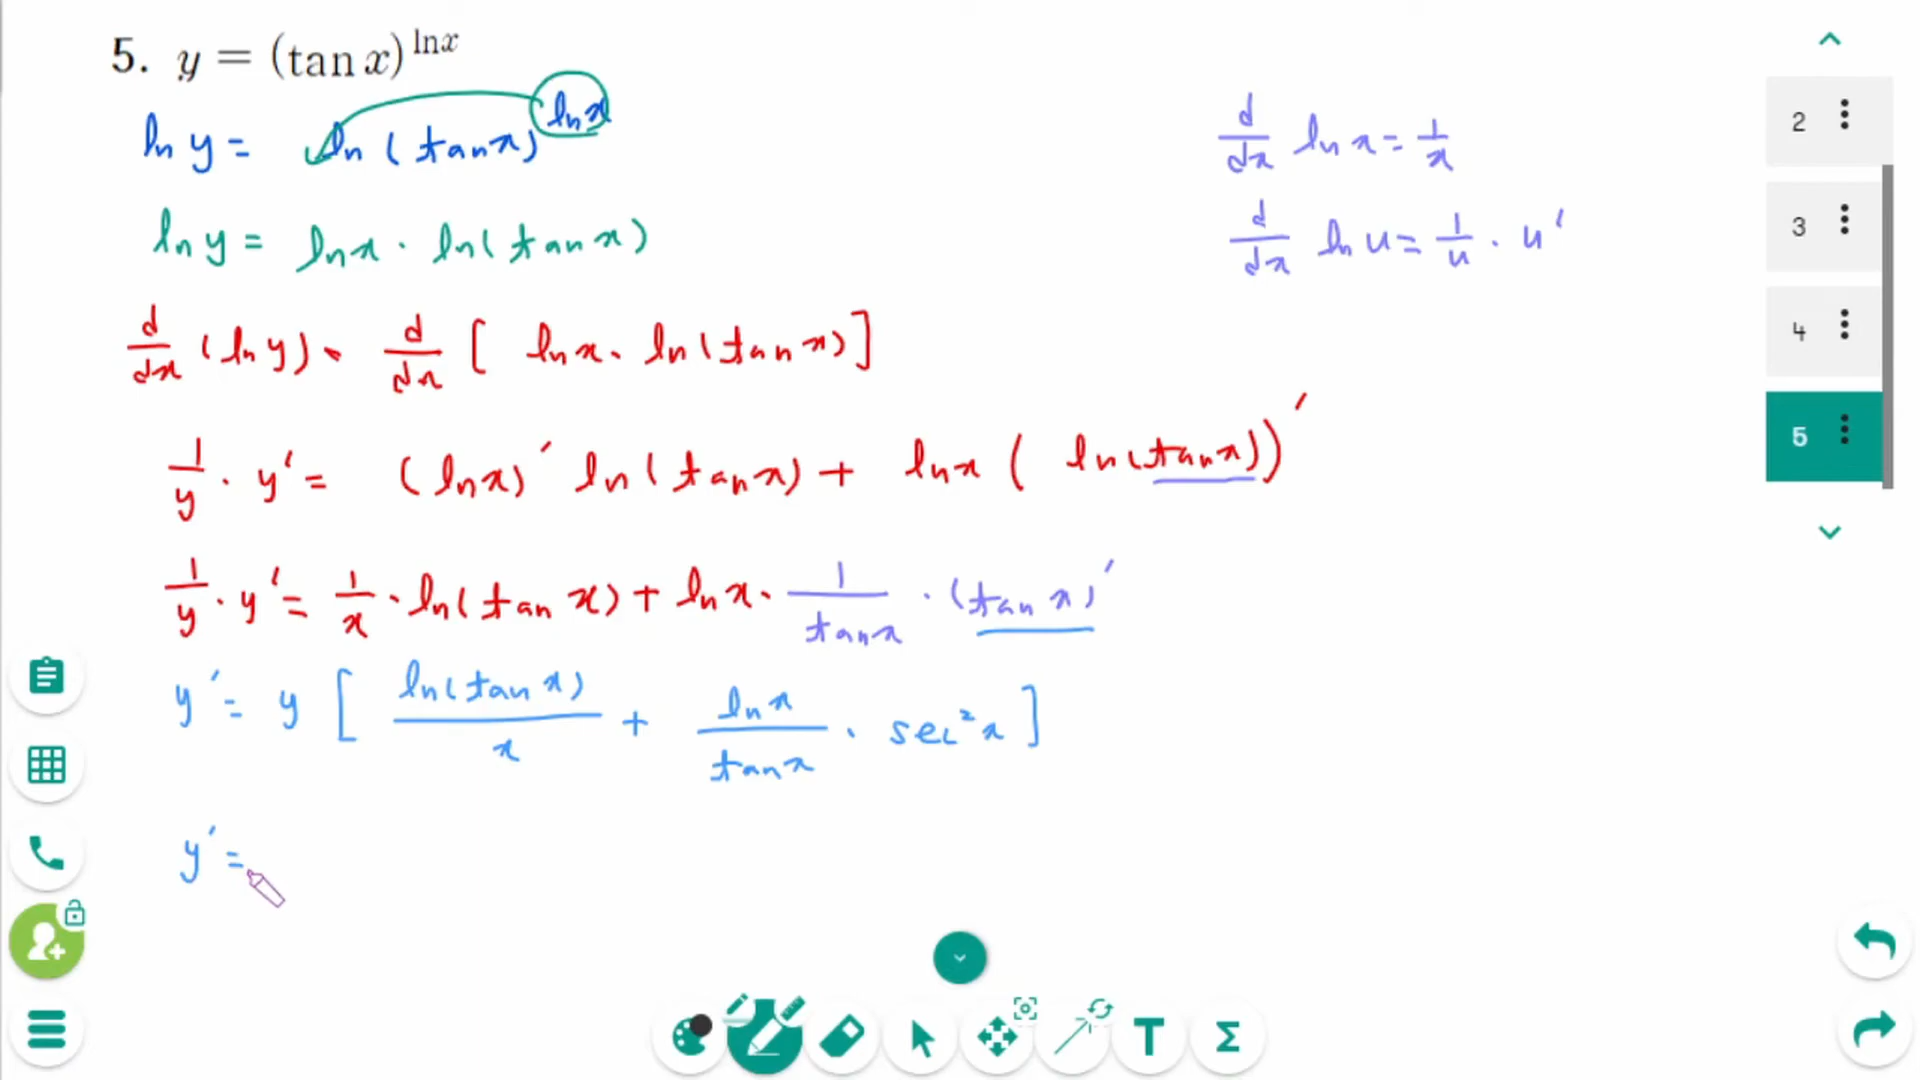 5. y = (tan x)^lnx
ln y = ln (tan x)^ln x
ln y = ln x · ln(tan x)
d/dx (ln y) = d/dx [ ln x · ln(tan x) ]
1/y · y' = (ln x)' ln(tan x) + ln x ( ln(tan x))'
1/y · y' = 1/x · ln(tan x) + ln x · 1/tan x · (tan x)'
y' = y [ ln(tan x)/x + ln x/tan x · sec²x ]
y' =
d/dx ln x = 1/x
d/dx ln u = 1/u · u'
2
3
4
5
T
Σ